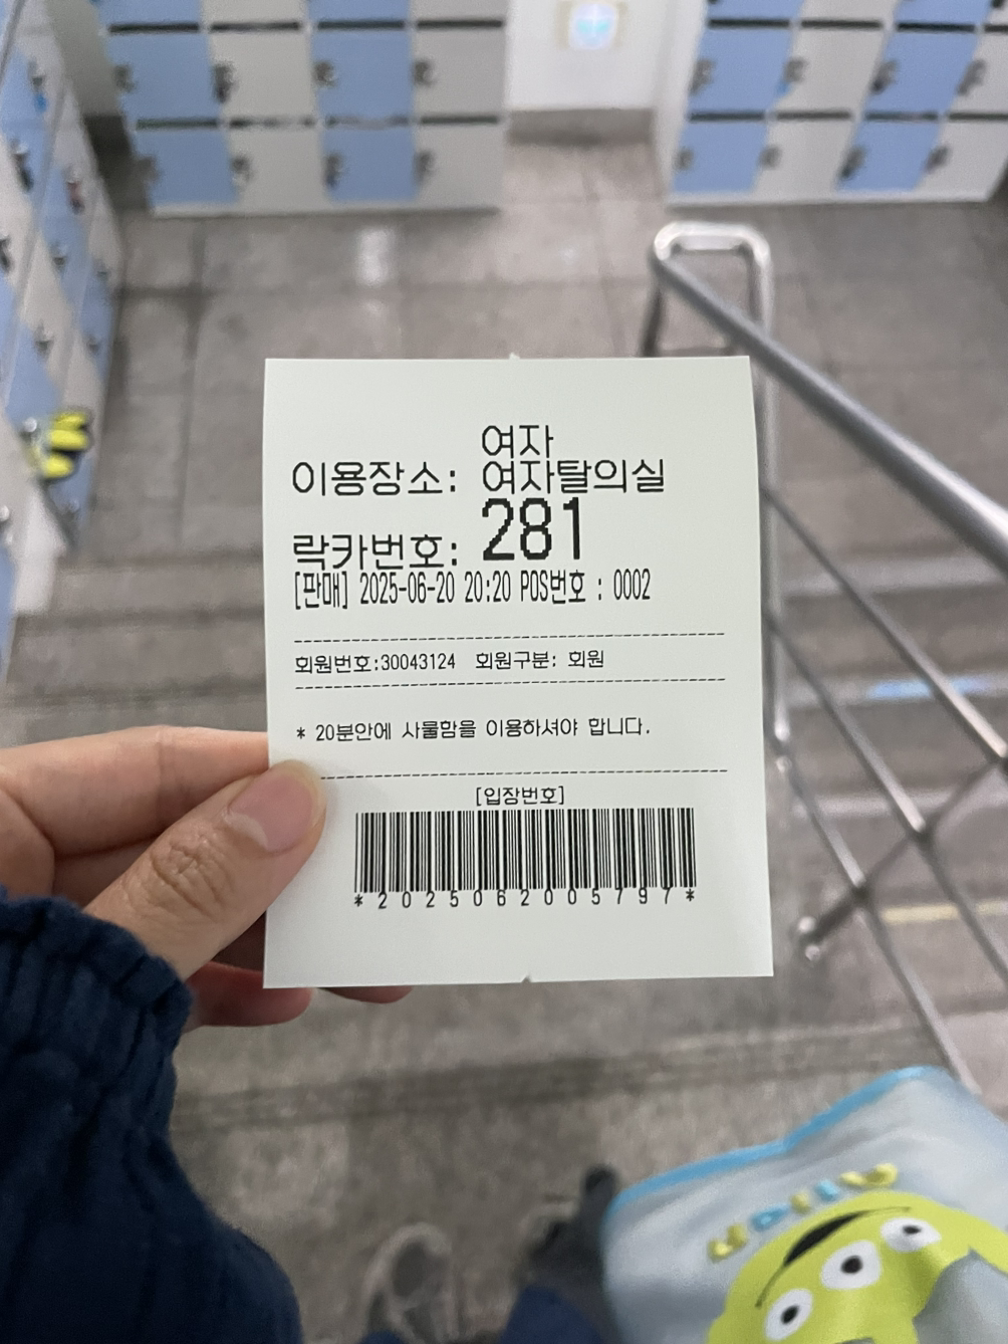 여자
이용장소: 여자탈의실
락카번호: 281
[판매] 2025-06-20 20:20 POS번호 : 0002
회원번호:30043124 회원구분: 회원
* 20분안에 사물함을 이용하셔야 합니다.
[입장번호]
*2025062005797*